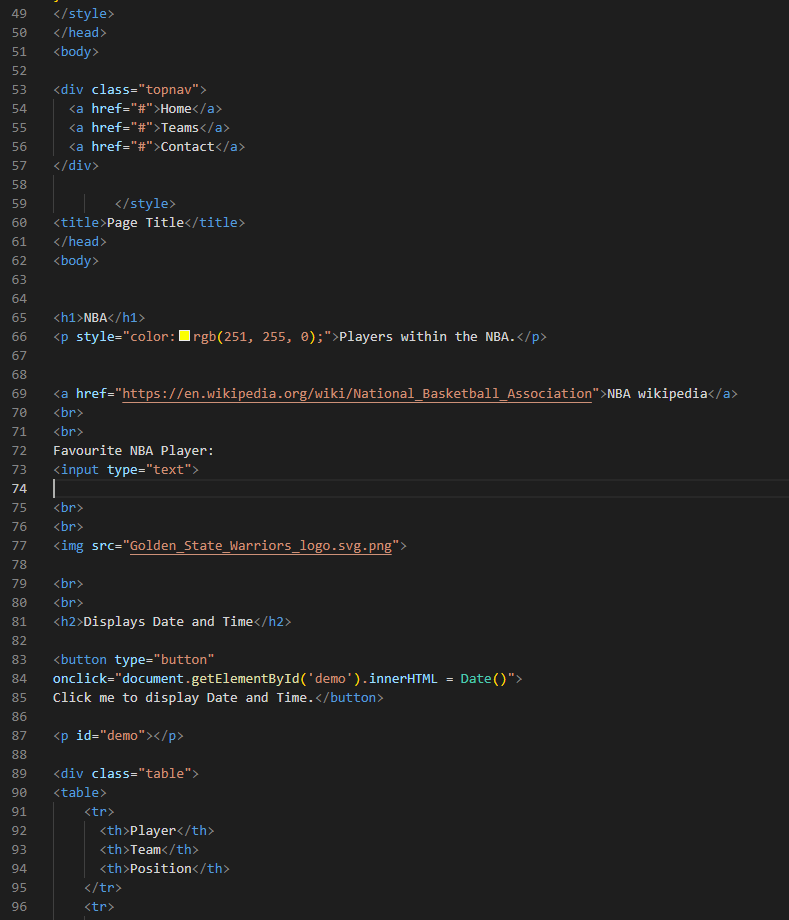 49 </style>
50 </head>
51 <body>
52
53 <div class="topnav">
54   <a href="#">Home</a>
55   <a href="#">Teams</a>
56   <a href="#">Contact</a>
57 </div>
58
59         </style>
60 <title>Page Title</title>
61 </head>
62 <body>
63
64
65 <h1>NBA</h1>
66 <p style="color:rgb(251, 255, 0);">Players within the NBA.</p>
67
68
69 <a href="https://en.wikipedia.org/wiki/National_Basketball_Association">NBA wikipedia</a>
70 <br>
71 <br>
72 Favourite NBA Player:
73 <input type="text">
74
75 <br>
76 <br>
77 <img src="Golden_State_Warriors_logo.svg.png">
78
79 <br>
80 <br>
81 <h2>Displays Date and Time</h2>
82
83 <button type="button"
84 onclick="document.getElementById('demo').innerHTML = Date()">
85 Click me to display Date and Time.</button>
86
87 <p id="demo"></p>
88
89 <div class="table">
90 <table>
91     <tr>
92       <th>Player</th>
93       <th>Team</th>
94       <th>Position</th>
95     </tr>
96     <tr>